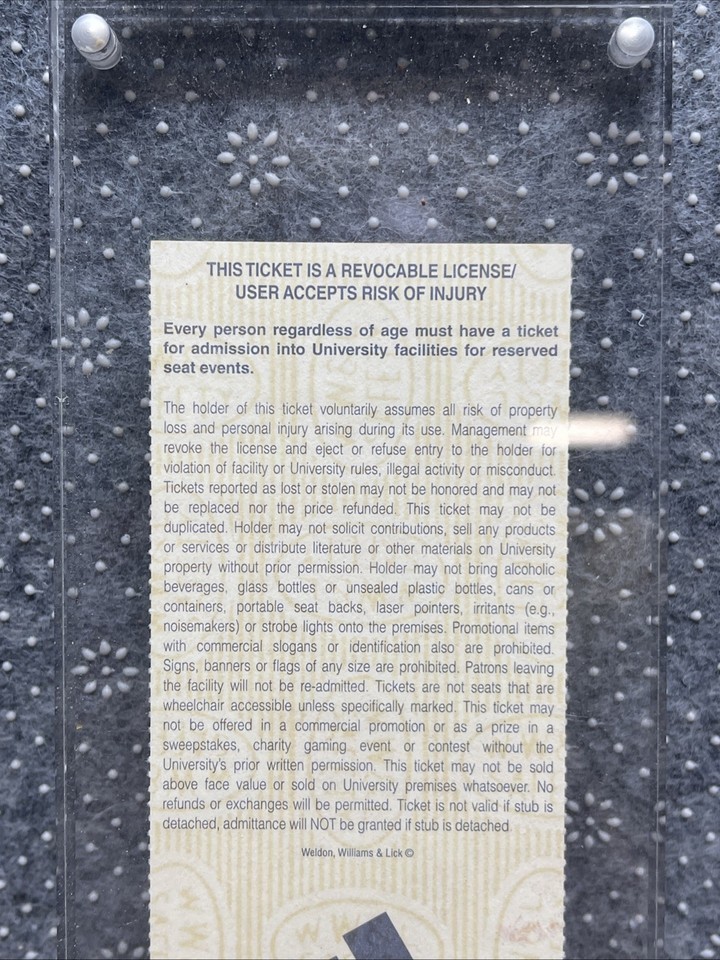 THIS TICKET IS A REVOCABLE LICENSE/
USER ACCEPTS RISK OF INJURY
Every person regardless of age must have a ticket
for admission into University facilities for reserved
seat events.
The holder of this ticket voluntarily assumes all risk of property
loss and personal injury arising during its use. Management may
revoke the license and eject or refuse entry to the holder for
violation of facility or University rules, illegal activity or misconduct.
Tickets reported as lost or stolen may not be honored and may not
be replaced nor the price refunded. This ticket may not be
duplicated. Holder may not solicit contributions, sell any products
or services or distribute literature or other materials on University
property without prior permission. Holder may not bring alcoholic
beverages, glass bottles or unsealed plastic bottles, cans or
containers, portable seat backs, laser pointers, irritants (e.g.,
noisemakers) or strobe lights onto the premises. Promotional items
with commercial slogans or identification also are prohibited.
Signs, banners or flags of any size are prohibited. Patrons leaving
the facility will not be re-admitted. Tickets are not seats that are
wheelchair accessible unless specifically marked. This ticket may
not be offered in a commercial promotion or as a prize in a
sweepstakes, charity gaming event or contest without the
University's prior written permission. This ticket may not be sold
above face value or sold on University premises whatsoever. No
refunds or exchanges will be permitted. Ticket is not valid if stub is
detached, admittance will NOT be granted if stub is detached
Weldon, Williams & Lick ©